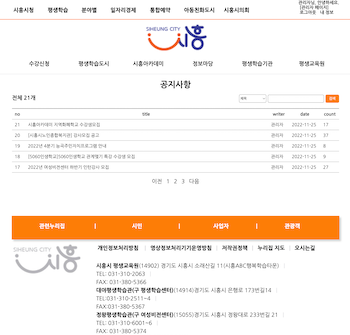 시흥시청 평생학습 분야별 일자리경제 통합예약 아동친화도시 시흥시의회
관리자님, 안녕하세요.
[관리자 페이지]
로그아웃 내 정보
SIHEUNG CITY
시흥
수강신청 평생학습도시 시흥아카데미 정보마당 평생학습기관 평생교육원
공지사항
전체 21개
제목 검색
no title writer date count
21 시흥아카데미 지역특화학교 수강생모집 관리자 2022-11-25 17
20 [시흥시노인종합복지관] 강사모집 공고 관리자 2022-11-25 37
19 2022년 4분기 능곡주민자치프로그램 안내 관리자 2022-11-25 8
18 [5060인생학교]5060인생학교 관계맺기 특강 수강생 모집 관리자 2022-11-25 9
17 2022년 여성비전센터 하반기 인턴강사 모집 관리자 2022-11-25 27
이전 1 2 3 다음
관련누리집 | 시민 | 사업자 | 관광객
SIHEUNG CITY
시흥
개인정보처리방침 | 영상정보처리기기운영방침 | 저작권정책 | 누리집 지도 | 오시는길
시흥시 평생교육원(14902) 경기도 시흥시 소래산길 11(시흥ABC행복학습타운) |
TEL: 031-310-2063 |
FAX: 031-380-5366
대야평생학습관(구 평생학습센터)(14914)경기도 시흥시 은행로 173번길14 |
TEL:031-310-2511~4 |
FAX: 031-380-5367
정왕평생학습관(구 여성비전센터)(15055)경기도 시흥시 정왕대로 233번길 21 |
TEL: 031-310-6001~6 |
FAX: 031-380-5374